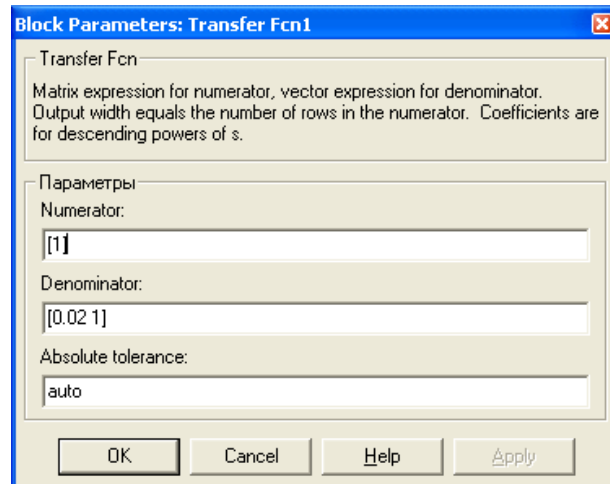 Block Parameters: Transfer Fcn1
Transfer Fcn
Matrix expression for numerator, vector expression for denominator.
Output width equals the number of rows in the numerator. Coefficients are
for descending powers of s.
Параметры
Numerator:
[1]
Denominator:
[0.02 1]
Absolute tolerance:
auto
OK Cancel Help Apply